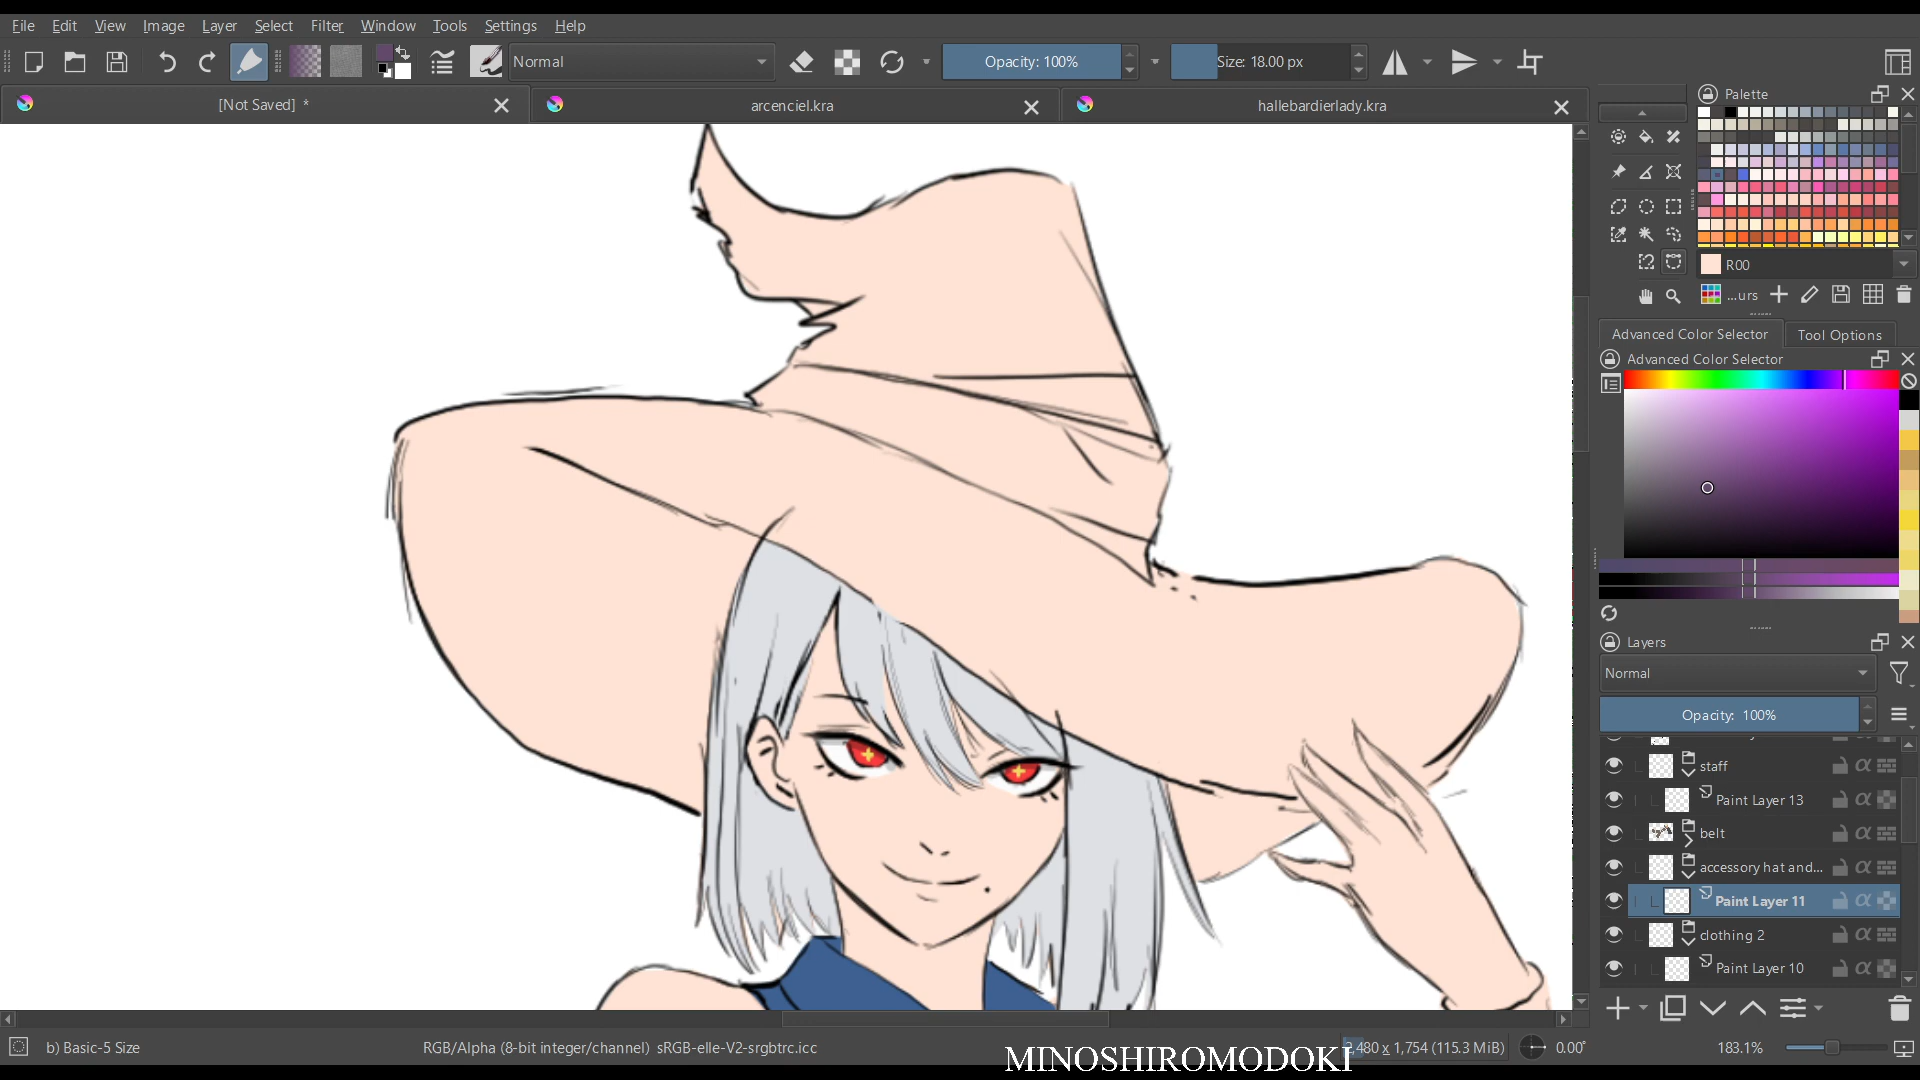 File Edit View Image Layer Select Filter Window Tools Settings Help
Normal Opacity: 100% Size: 18.00 px
[Not Saved] * arcenciel.kra hallebardierlady.kra
Palette
R00
...urs
Advanced Color Selector Tool Options
Advanced Color Selector
Layers
Normal
Opacity: 100%
staff
Paint Layer 13
belt
accessory hat and...
Paint Layer 11
clothing 2
Paint Layer 10
b) Basic-5 Size RGB/Alpha (8-bit integer/channel) sRGB-elle-V2-srgbtrc.icc 2,480 x 1,754 (115.3 MiB) 0.00° 183.1%
MINOSHIROMODOKI